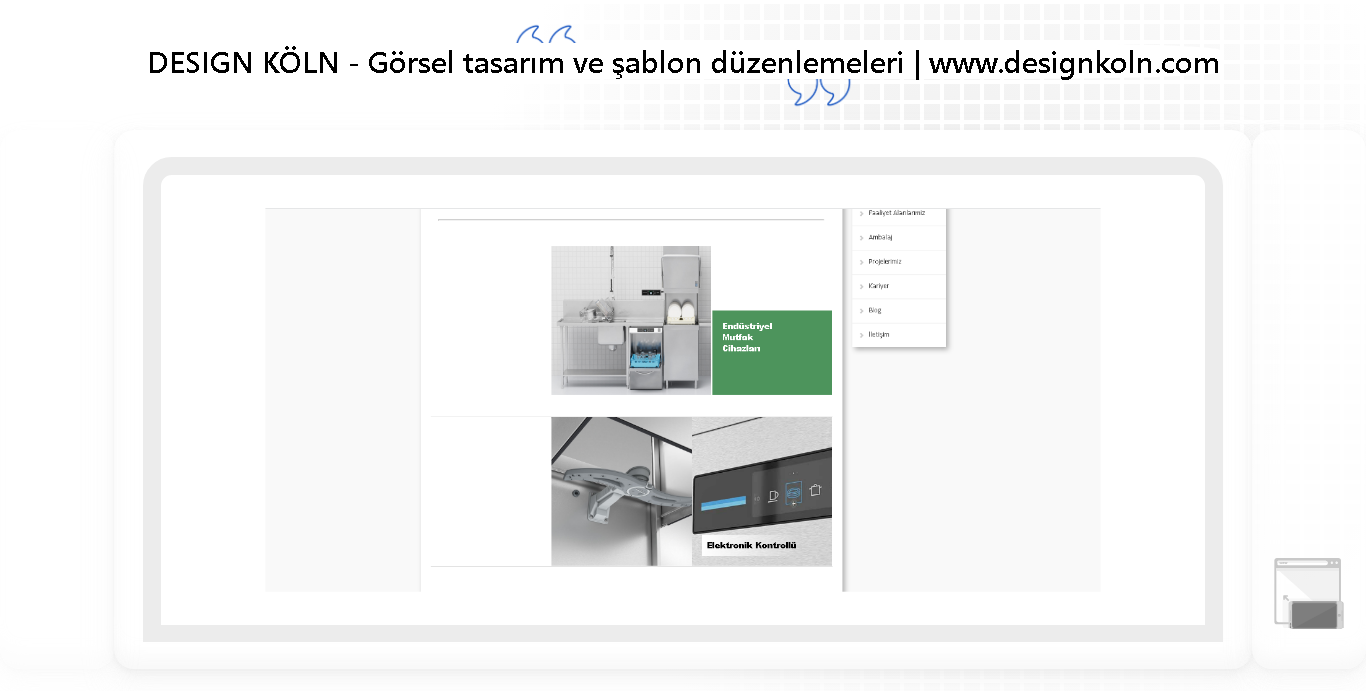 DESIGN KÖLN - Görsel tasarım ve şablon düzenlemeleri | www.designkoln.com
Faaliyet Alanlarımız
Ambalaj
Projelerimiz
Kariyer
Blog
İletişim
Endüstriyel
Mutfak
Cihazları
Elektronik Kontrollü